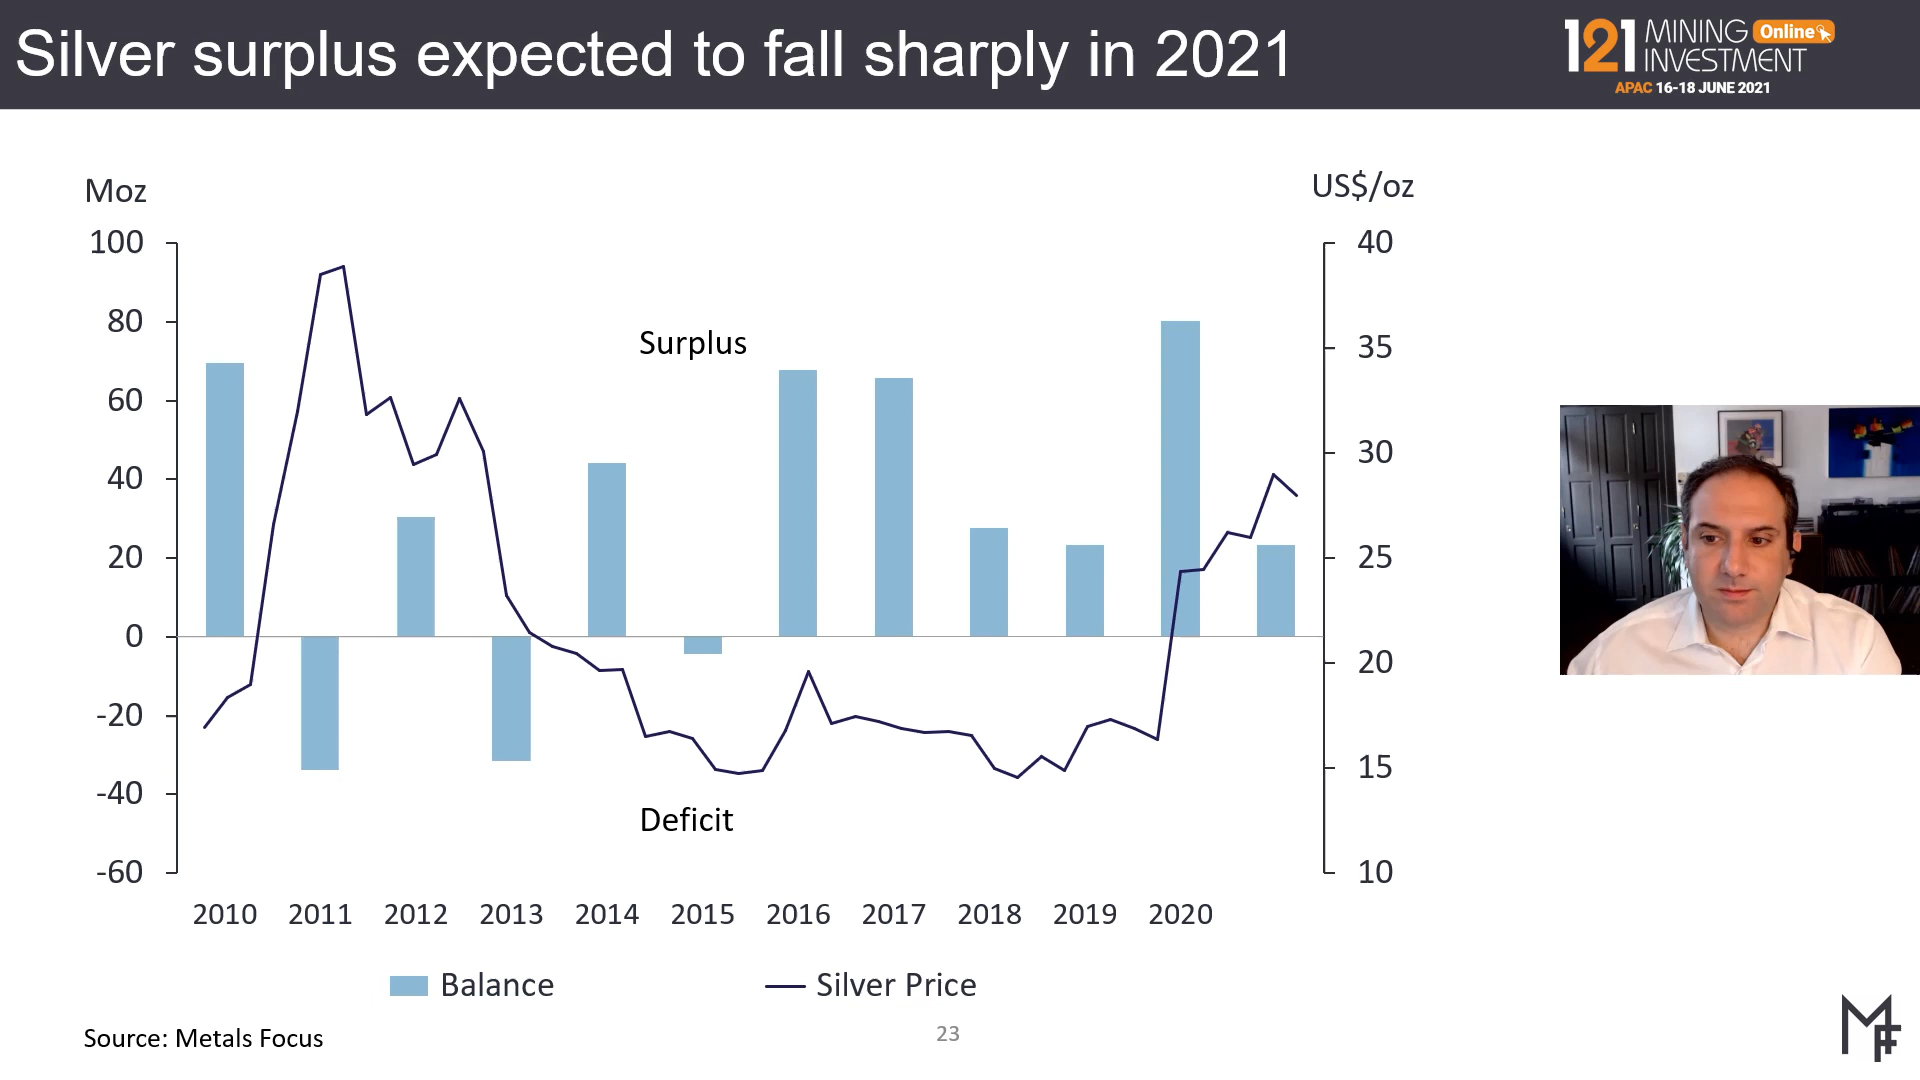 Silver surplus expected to fall sharply in 2021
121 MINING Online
INVESTMENT
APAC 16-18 JUNE 2021
Moz
US$/oz
100
80
60
40
20
0
-20
-40
-60
Surplus
Deficit
40
35
30
25
20
15
10
2010 2011 2012 2013 2014 2015 2016 2017 2018 2019 2020
Balance Silver Price
Source: Metals Focus
23
MF